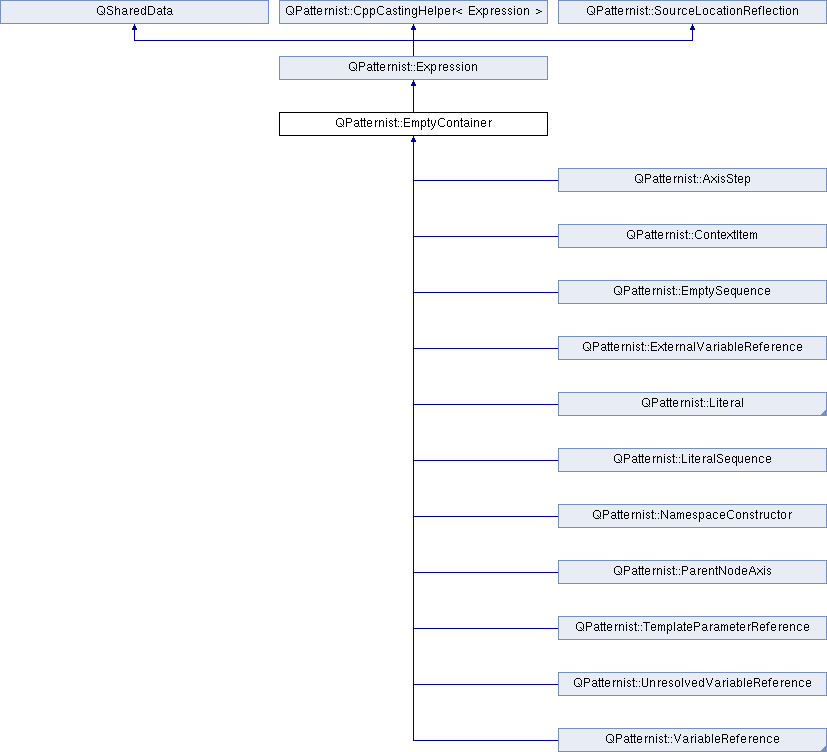 QSharedData
QPatternist::CppCastingHelper< Expression >
QPatternist::SourceLocationReflection
QPatternist::Expression
QPatternist::EmptyContainer
QPatternist::AxisStep
QPatternist::ContextItem
QPatternist::EmptySequence
QPatternist::ExternalVariableReference
QPatternist::Literal
QPatternist::LiteralSequence
QPatternist::NamespaceConstructor
QPatternist::ParentNodeAxis
QPatternist::TemplateParameterReference
QPatternist::UnresolvedVariableReference
QPatternist::VariableReference